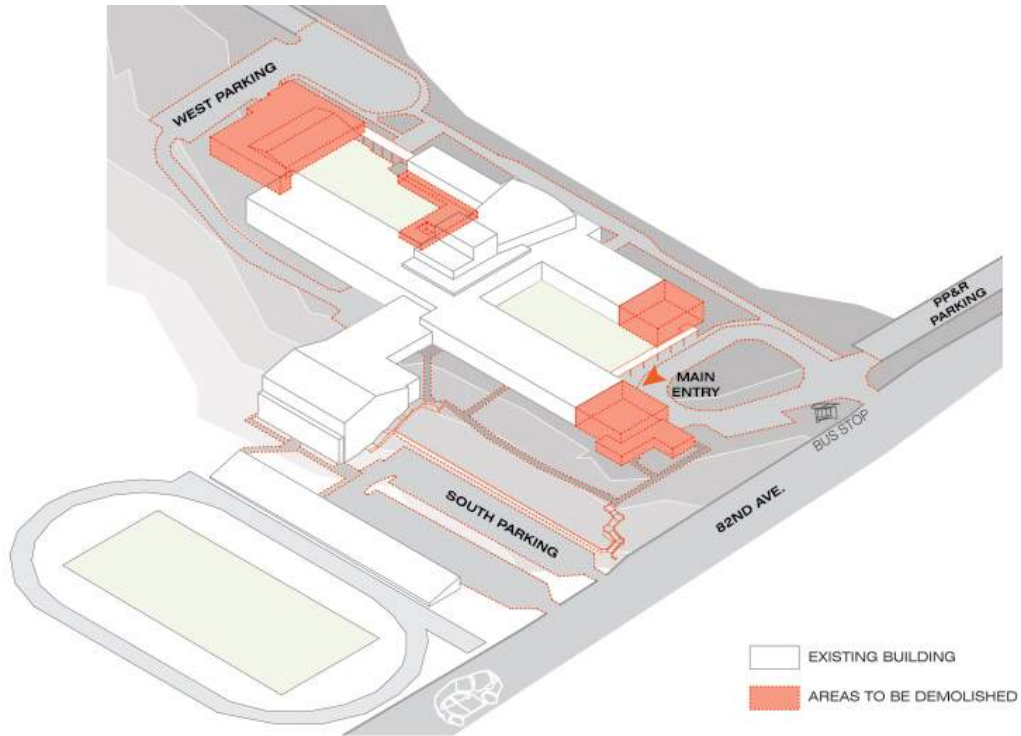 WEST PARKING
PP&R
PARKING
MAIN
ENTRY
BUS STOP
82ND AVE.
SOUTH PARKING
EXISTING BUILDING
AREAS TO BE DEMOLISHED